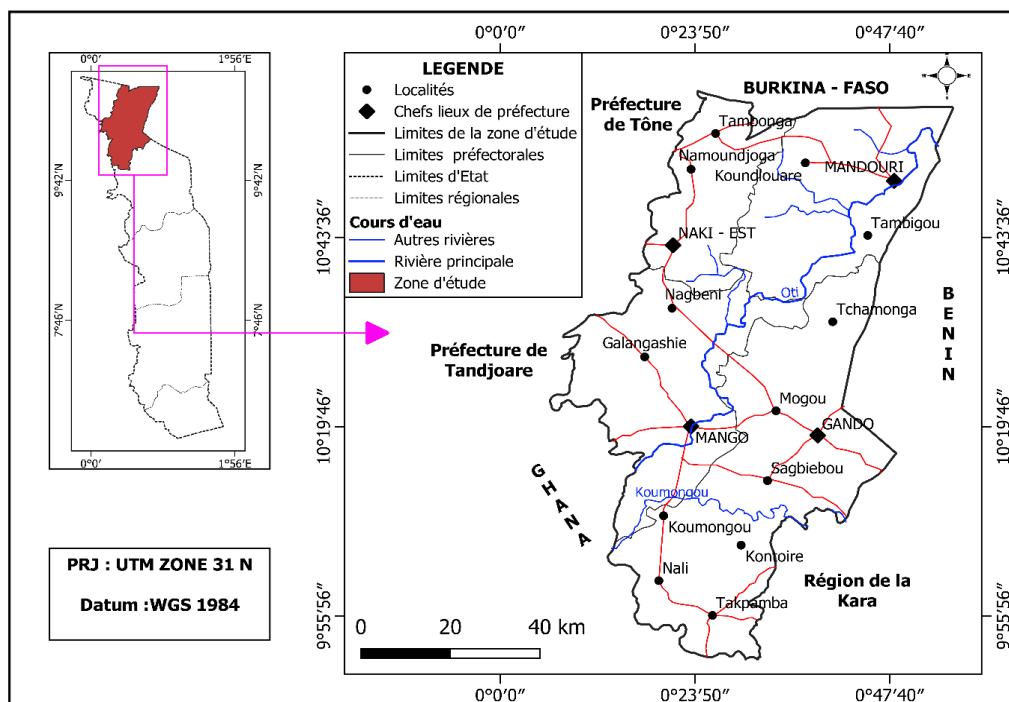 0°0′
1°56′E
9°42′N
9°42′N
7°46′N
7°46′N
0°0′
1°56′E
PRJ : UTM ZONE 31 N
Datum :WGS 1984
0°0′0″
0°23′50″
0°47′40″
LEGENDE
Localités
Chefs lieux de préfecture
Limites de la zone d'étude
Limites préfectorales
Limites d'Etat
Limites régionales
Cours d'eau
Autres rivières
Rivière principale
Zone d'étude
BURKINA - FASO
Préfecture
de Tône
Tambonga
Namoundjoga
Koundlouare
MANDOURI
Tambigou
NAKI - EST
Oti
Nagbeni
Tchamonga
BENIN
Galangashie
Préfecture de
Tandjoare
Mogou
MANGO
GANDO
Sagbiebou
GHANA
Koumongou
Koumongou
Kontoire
Nali
Région de la
Kara
Takpamba
0 20 40 km
10°43′36″
10°19′46″
9°55′56″
10°43′36″
10°19′46″
9°55′56″
0°0′0″
0°23′50″
0°47′40″